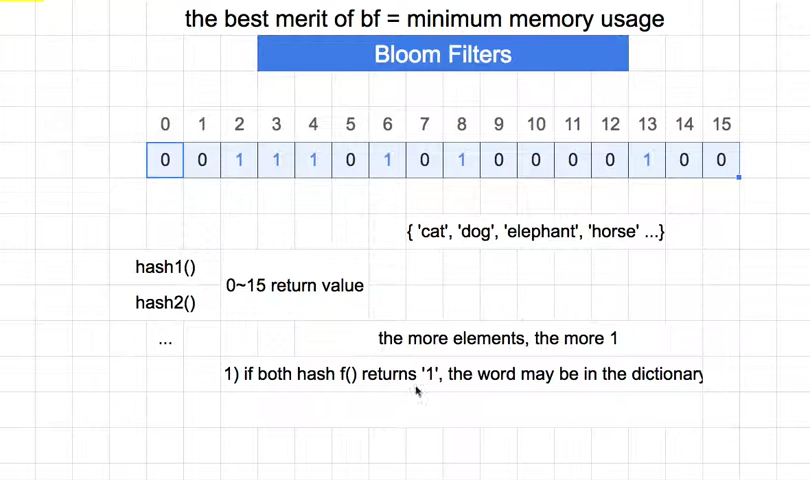 the best merit of bf = minimum memory usage
Bloom Filters
0 1 2 3 4 5 6 7 8 9 10 11 12 13 14 15
0 0 1 1 1 0 1 0 1 0 0 0 0 1 0 0
{ 'cat', 'dog', 'elephant', 'horse' ...}
hash1()
0~15 return value
hash2()
...
the more elements, the more 1
1) if both hash f() returns '1', the word may be in the dictionary